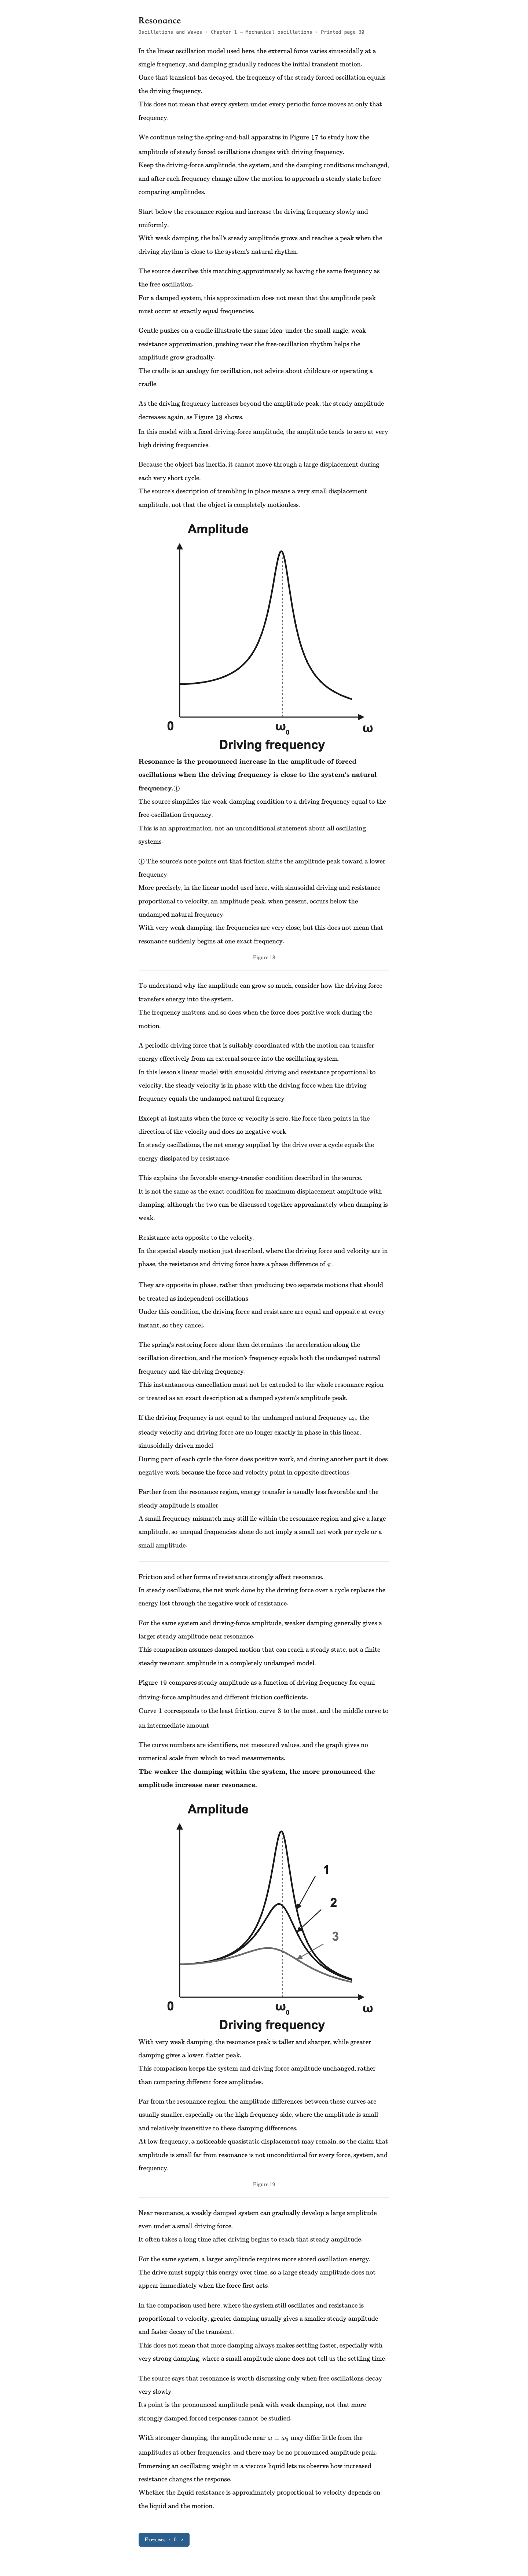 Resonance
Oscillations and Waves · Chapter 1 — Mechanical oscillations · Printed page 30
In the linear oscillation model used here, the external force varies sinusoidally at a
single frequency, and damping gradually reduces the initial transient motion.
Once that transient has decayed, the frequency of the steady forced oscillation equals
the driving frequency.
This does not mean that every system under every periodic force moves at only that
frequency.
We continue using the spring-and-ball apparatus in Figure 17 to study how the
amplitude of steady forced oscillations changes with driving frequency.
Keep the driving-force amplitude, the system, and the damping conditions unchanged,
and after each frequency change allow the motion to approach a steady state before
comparing amplitudes.
Start below the resonance region and increase the driving frequency slowly and
uniformly.
With weak damping, the ball's steady amplitude grows and reaches a peak when the
driving rhythm is close to the system's natural rhythm.
The source describes this matching approximately as having the same frequency as
the free oscillation.
For a damped system, this approximation does not mean that the amplitude peak
must occur at exactly equal frequencies.
Gentle pushes on a cradle illustrate the same idea: under the small-angle, weak-
resistance approximation, pushing near the free-oscillation rhythm helps the
amplitude grow gradually.
The cradle is an analogy for oscillation, not advice about childcare or operating a
cradle.
As the driving frequency increases beyond the amplitude peak, the steady amplitude
decreases again, as Figure 18 shows.
In this model with a fixed driving-force amplitude, the amplitude tends to zero at very
high driving frequencies.
Because the object has inertia, it cannot move through a large displacement during
each very short cycle.
The source's description of trembling in place means a very small displacement
amplitude, not that the object is completely motionless.
Amplitude
0
ω₀
ω
Driving frequency
Resonance is the pronounced increase in the amplitude of forced
oscillations when the driving frequency is close to the system's natural
frequency.①
The source simplifies the weak-damping condition to a driving frequency equal to the
free-oscillation frequency.
This is an approximation, not an unconditional statement about all oscillating
systems.
① The source's note points out that friction shifts the amplitude peak toward a lower
frequency.
More precisely, in the linear model used here, with sinusoidal driving and resistance
proportional to velocity, an amplitude peak, when present, occurs below the
undamped natural frequency.
With very weak damping, the frequencies are very close, but this does not mean that
resonance suddenly begins at one exact frequency.
Figure 18
To understand why the amplitude can grow so much, consider how the driving force
transfers energy into the system.
The frequency matters, and so does when the force does positive work during the
motion.
A periodic driving force that is suitably coordinated with the motion can transfer
energy effectively from an external source into the oscillating system.
In this lesson's linear model with sinusoidal driving and resistance proportional to
velocity, the steady velocity is in phase with the driving force when the driving
frequency equals the undamped natural frequency.
Except at instants when the force or velocity is zero, the force then points in the
direction of the velocity and does no negative work.
In steady oscillations, the net energy supplied by the drive over a cycle equals the
energy dissipated by resistance.
This explains the favorable energy-transfer condition described in the source.
It is not the same as the exact condition for maximum displacement amplitude with
damping, although the two can be discussed together approximately when damping is
weak.
Resistance acts opposite to the velocity.
In the special steady motion just described, where the driving force and velocity are in
phase, the resistance and driving force have a phase difference of π.
They are opposite in phase, rather than producing two separate motions that should
be treated as independent oscillations.
Under this condition, the driving force and resistance are equal and opposite at every
instant, so they cancel.
The spring's restoring force alone then determines the acceleration along the
oscillation direction, and the motion's frequency equals both the undamped natural
frequency and the driving frequency.
This instantaneous cancellation must not be extended to the whole resonance region
or treated as an exact description at a damped system's amplitude peak.
If the driving frequency is not equal to the undamped natural frequency ω₀, the
steady velocity and driving force are no longer exactly in phase in this linear,
sinusoidally driven model.
During part of each cycle the force does positive work, and during another part it does
negative work because the force and velocity point in opposite directions.
Farther from the resonance region, energy transfer is usually less favorable and the
steady amplitude is smaller.
A small frequency mismatch may still lie within the resonance region and give a large
amplitude, so unequal frequencies alone do not imply a small net work per cycle or a
small amplitude.
Friction and other forms of resistance strongly affect resonance.
In steady oscillations, the net work done by the driving force over a cycle replaces the
energy lost through the negative work of resistance.
For the same system and driving-force amplitude, weaker damping generally gives a
larger steady amplitude near resonance.
This comparison assumes damped motion that can reach a steady state, not a finite
steady resonant amplitude in a completely undamped model.
Figure 19 compares steady amplitude as a function of driving frequency for equal
driving-force amplitudes and different friction coefficients.
Curve 1 corresponds to the least friction, curve 3 to the most, and the middle curve to
an intermediate amount.
The curve numbers are identifiers, not measured values, and the graph gives no
numerical scale from which to read measurements.
The weaker the damping within the system, the more pronounced the
amplitude increase near resonance.
Amplitude
1
2
3
0
ω₀
ω
Driving frequency
With very weak damping, the resonance peak is taller and sharper, while greater
damping gives a lower, flatter peak.
This comparison keeps the system and driving-force amplitude unchanged, rather
than comparing different force amplitudes.
Far from the resonance region, the amplitude differences between these curves are
usually smaller, especially on the high-frequency side, where the amplitude is small
and relatively insensitive to these damping differences.
At low frequency, a noticeable quasistatic displacement may remain, so the claim that
amplitude is small far from resonance is not universal for every force, system, and
frequency.
Figure 19
Near resonance, a weakly damped system can gradually develop a large amplitude
even under a small driving force.
It often takes a long time after driving begins to reach that steady amplitude.
For the same system, a larger amplitude requires more stored oscillation energy.
The drive must supply this energy over time, so a large steady amplitude does not
appear immediately when the force first acts.
In the comparison used here, where the system still oscillates and resistance is
proportional to velocity, greater damping usually gives a smaller steady amplitude
and faster decay of the transient.
This does not mean that more damping always makes settling faster, especially with
very strong damping, where a small amplitude alone does not tell us the settling time.
The source says that resonance is worth discussing only when free oscillations decay
very slowly.
Its point is the pronounced amplitude peak with weak damping, not that more
strongly damped forced responses cannot be studied.
With stronger damping, the amplitude near ω = ω₀ may differ little from the
amplitudes at other frequencies, and there may be no pronounced amplitude peak.
Immersing an oscillating weight in a viscous liquid lets us observe how increased
resistance changes the response.
Whether the liquid resistance is approximately proportional to velocity depends on
the liquid and the motion.
Exercises · 0 →